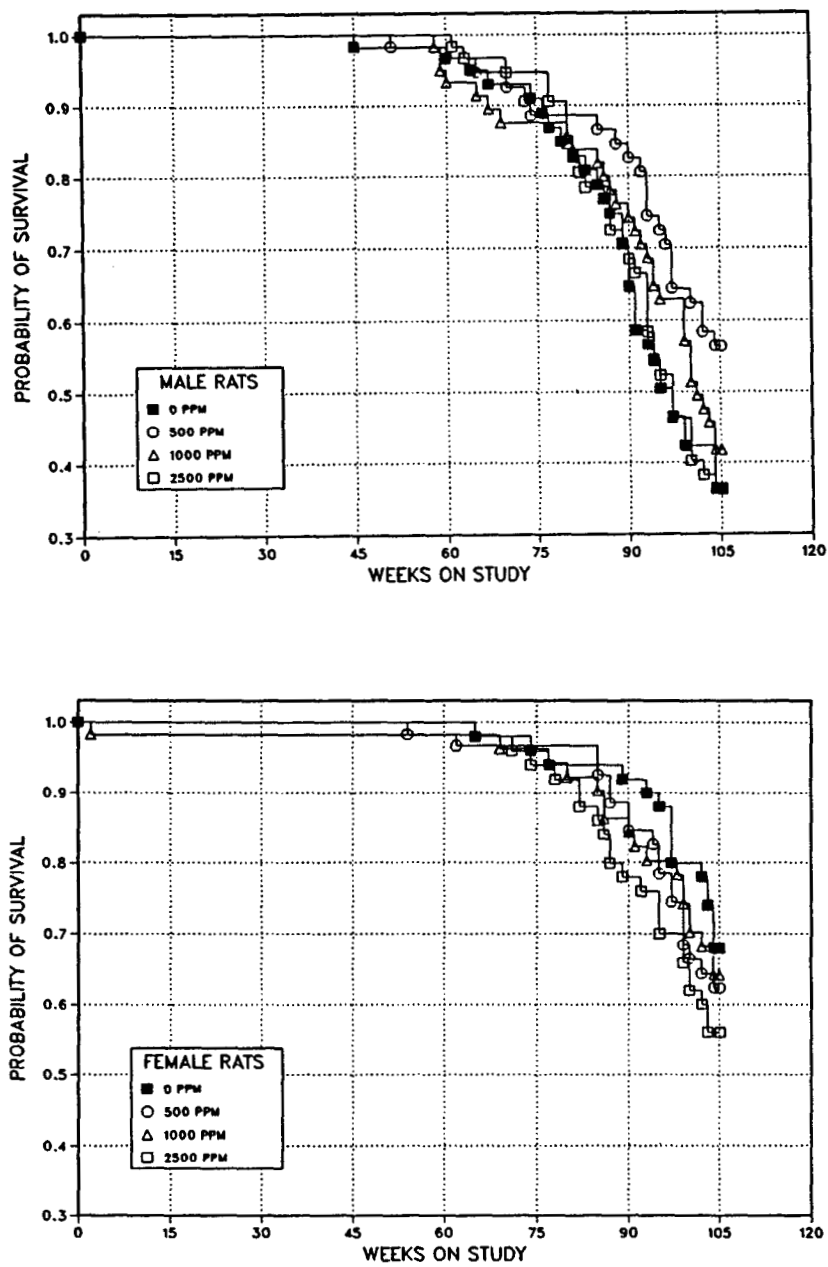 1.0
0.9
0.8
0.7
0.6
0.5
0.4
0.3
PROBABILITY OF SURVIVAL
MALE RATS
0 PPM
500 PPM
1000 PPM
2500 PPM
0 15 30 45 60 75 90 105 120
WEEKS ON STUDY
1.0
0.9
0.8
0.7
0.6
0.5
0.4
0.3
PROBABILITY OF SURVIVAL
FEMALE RATS
0 PPM
500 PPM
1000 PPM
2500 PPM
0 15 30 45 60 75 90 105 120
WEEKS ON STUDY